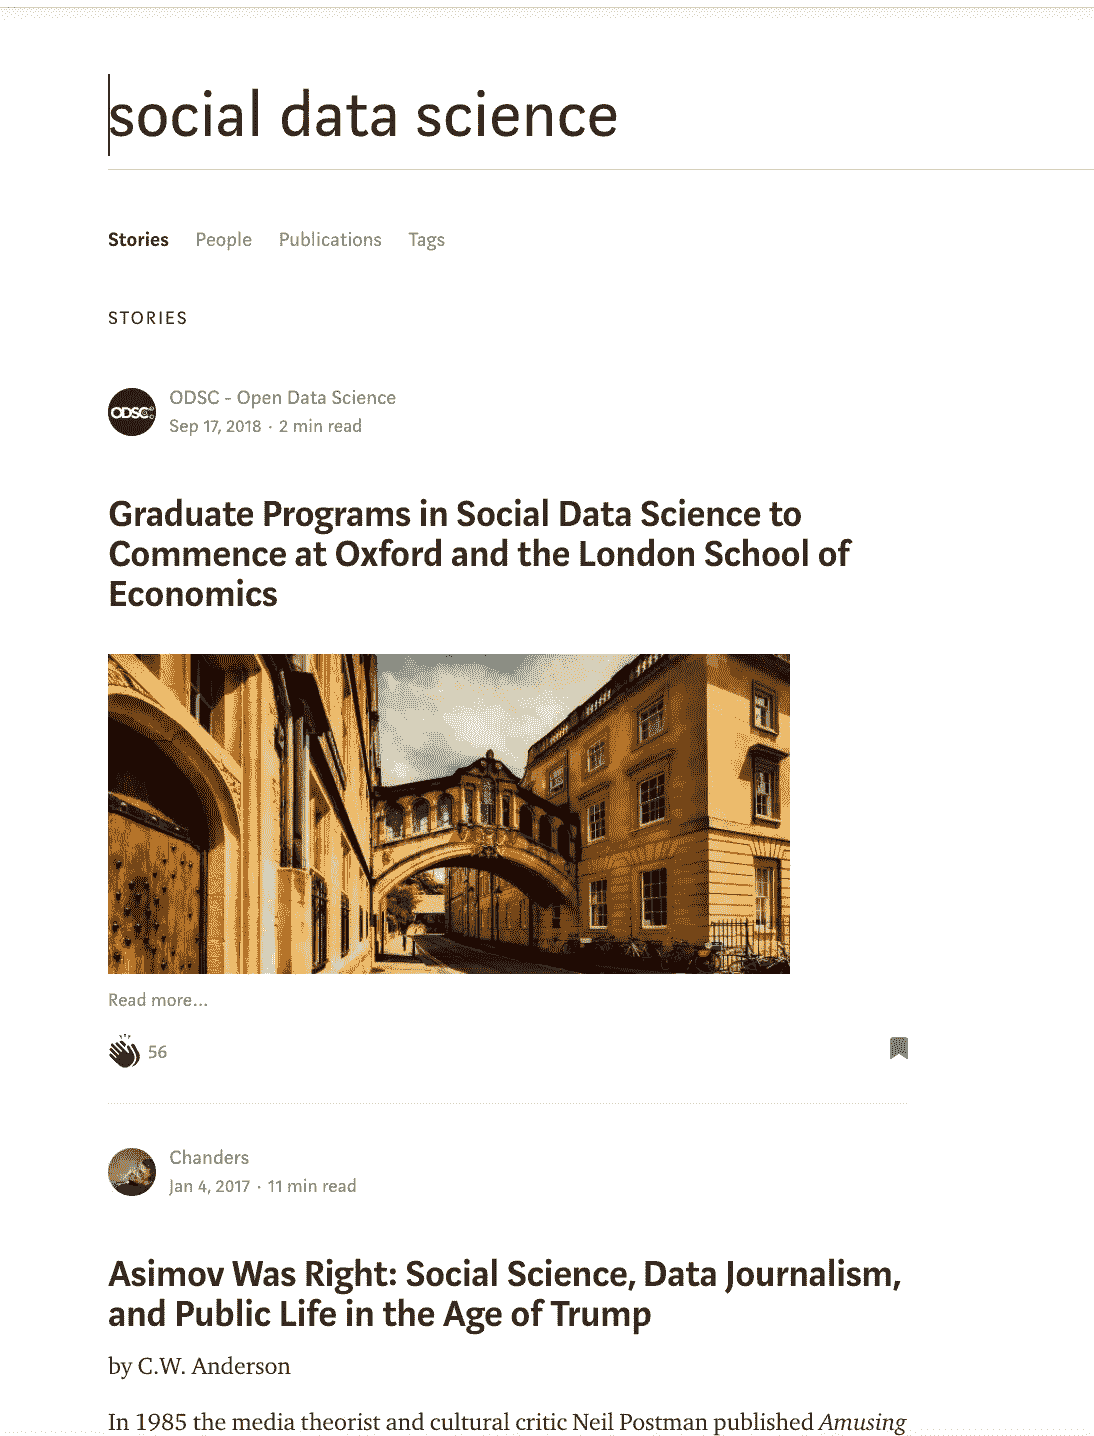 social data science
Stories People Publications Tags
STORIES
ODSC
ODSC - Open Data Science
Sep 17, 2018 · 2 min read
Graduate Programs in Social Data Science to
Commence at Oxford and the London School of
Economics
Read more...
56
Chanders
Jan 4, 2017 · 11 min read
Asimov Was Right: Social Science, Data Journalism,
and Public Life in the Age of Trump
by C.W. Anderson
In 1985 the media theorist and cultural critic Neil Postman published Amusing